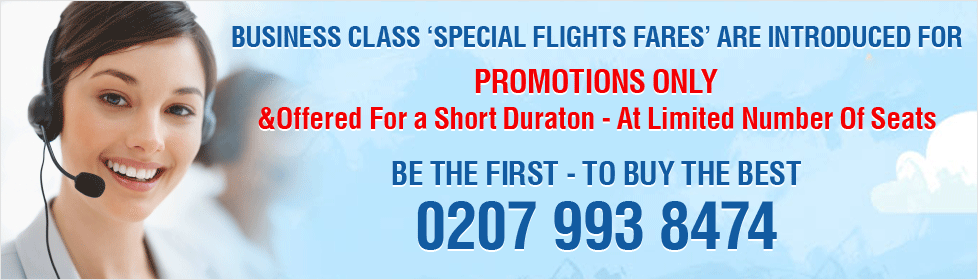 BUSINESS CLASS ‘SPECIAL FLIGHTS FARES’ ARE INTRODUCED FOR
PROMOTIONS ONLY
&Offered For a Short Duraton - At Limited Number Of Seats
BE THE FIRST - TO BUY THE BEST
0207 993 8474